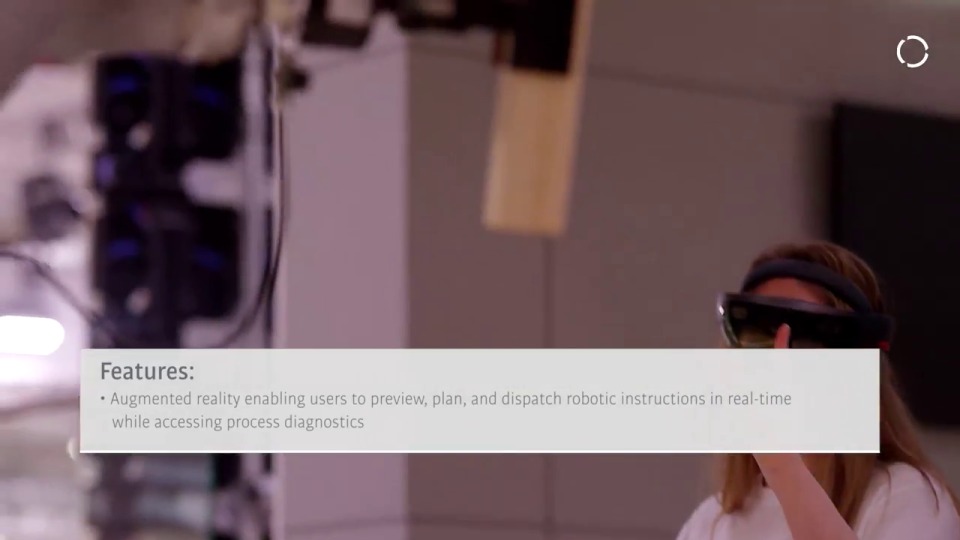 Features:
• Augmented reality enabling users to preview, plan, and dispatch robotic instructions in real-time
while accessing process diagnostics